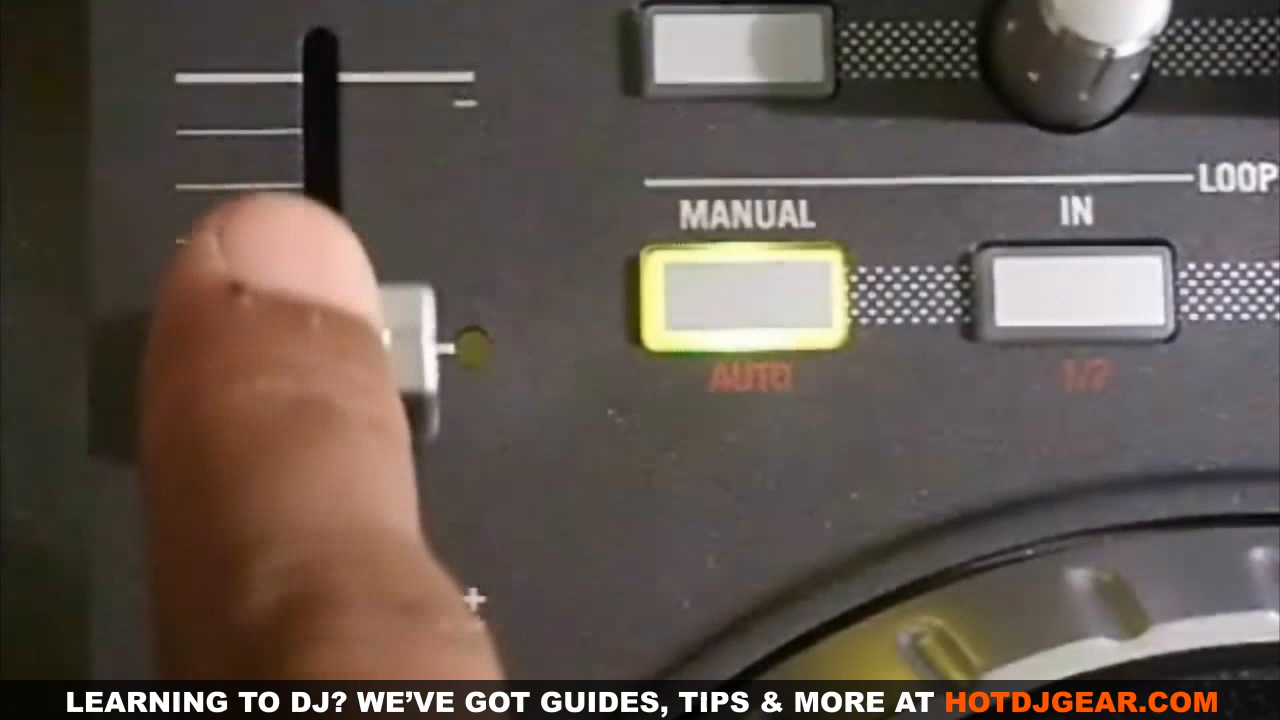 −
LOOP
MANUAL
IN
AUTO
1/2
+
LEARNING TO DJ? WE’VE GOT GUIDES, TIPS & MORE AT HOTDJGEAR.COM